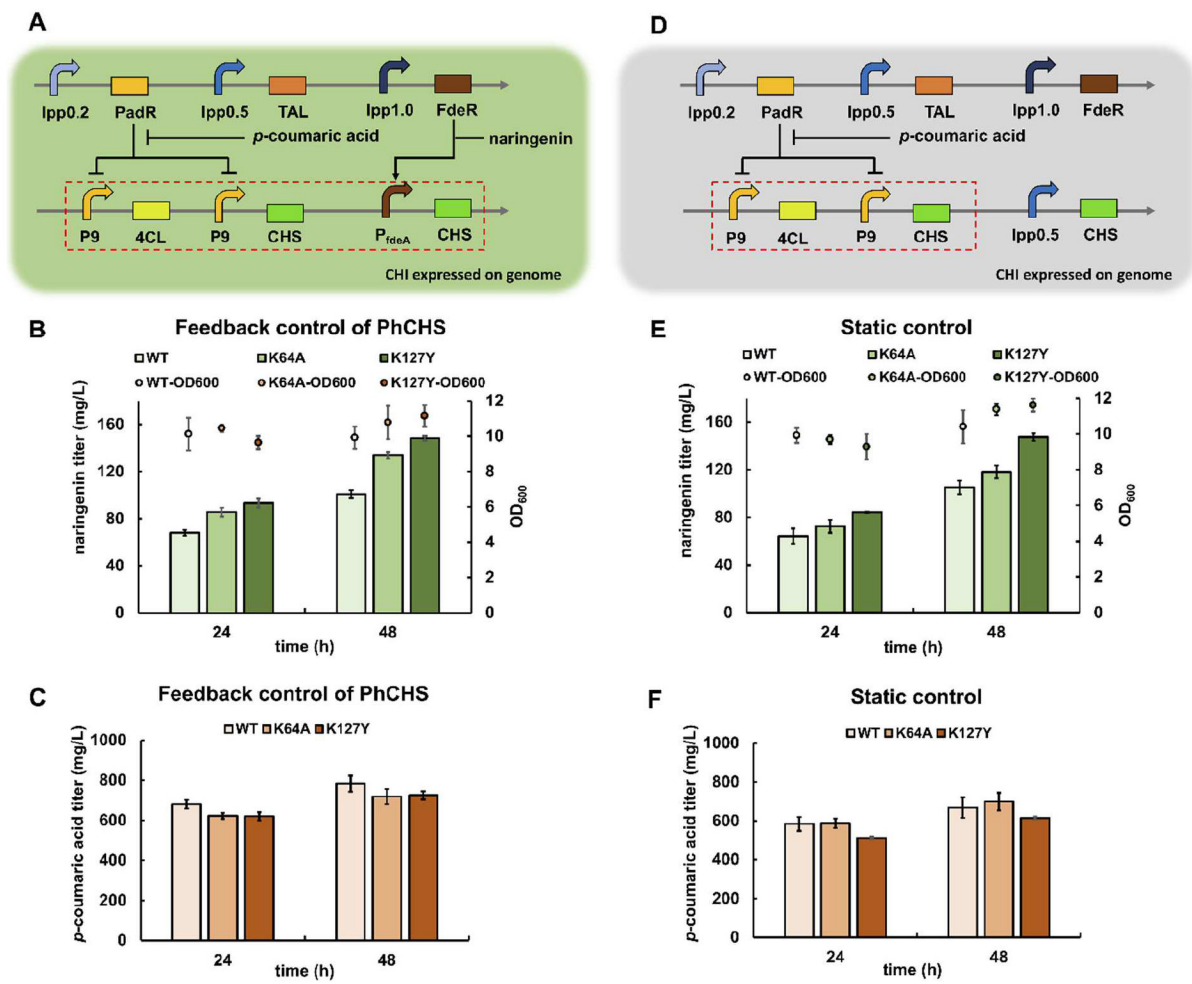 A
lpp0.2 PadR lpp0.5 TAL lpp1.0 FdeR
p-coumaric acid naringenin
P9 4CL P9 CHS PfdeA CHS
CHI expressed on genome
D
lpp0.2 PadR lpp0.5 TAL lpp1.0 FdeR
p-coumaric acid
P9 4CL P9 CHS lpp0.5 CHS
CHI expressed on genome
B Feedback control of PhCHS
WT K64A K127Y
WT-OD600 K64A-OD600 K127Y-OD600
naringenin titer (mg/L)
160
120
80
40
0
12
10
8
6
4
2
0
OD600
24 48
time (h)
E Static control
WT K64A K127Y
WT-OD600 K64A-OD600 K127Y-OD600
naringenin titer (mg/L)
160
120
80
40
0
12
10
8
6
4
2
0
OD600
24 48
time (h)
C Feedback control of PhCHS
WT K64A K127Y
p-coumaric acid titer (mg/L)
1000
800
600
400
200
0
24 48
time (h)
F Static control
WT K64A K127Y
p-coumaric acid titer (mg/L)
1000
800
600
400
200
0
24 48
time (h)